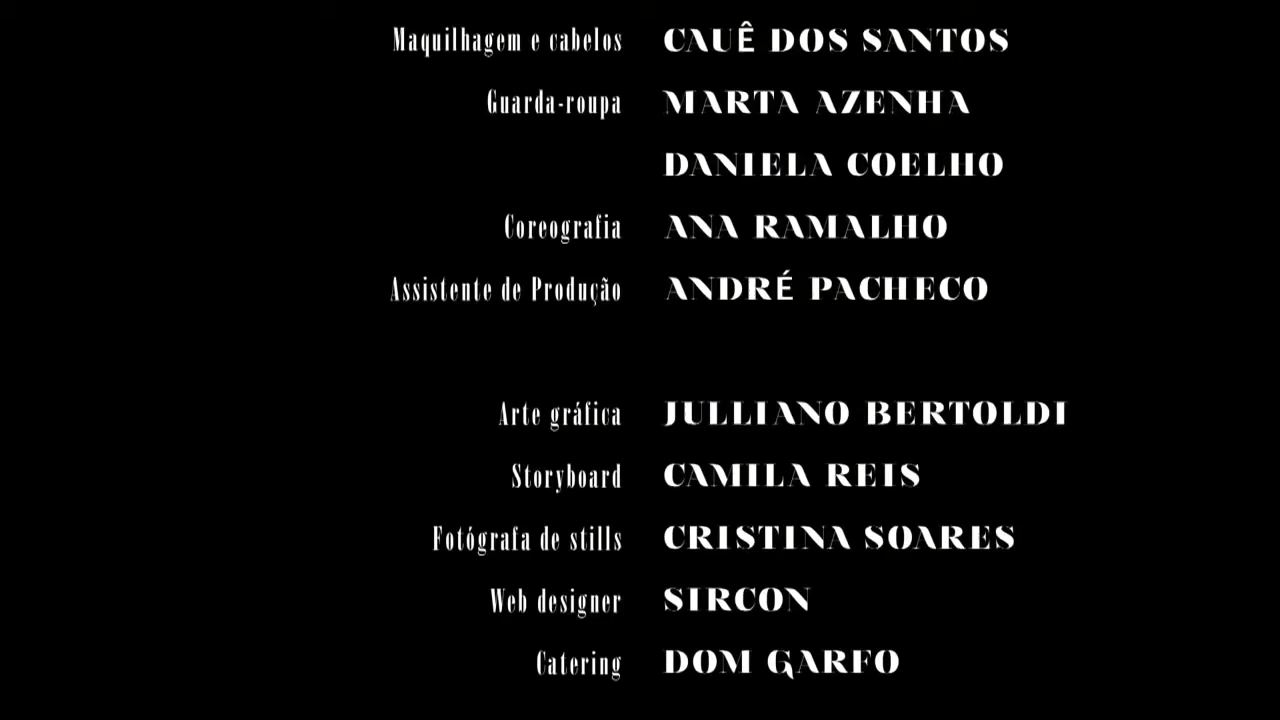 Maquilhagem e cabelos CAUÊ DOS SANTOS
Guarda-roupa MARTA AZENHA
DANIELA COELHO
Coreografia ANA RAMALHO
Assistente de Produção ANDRÉ PACHECO
Arte gráfica JULLIANO BERTOLDI
Storyboard CAMILA REIS
Fotógrafa de stills CRISTINA SOARES
Web designer SIRCON
Catering DOM GARFO